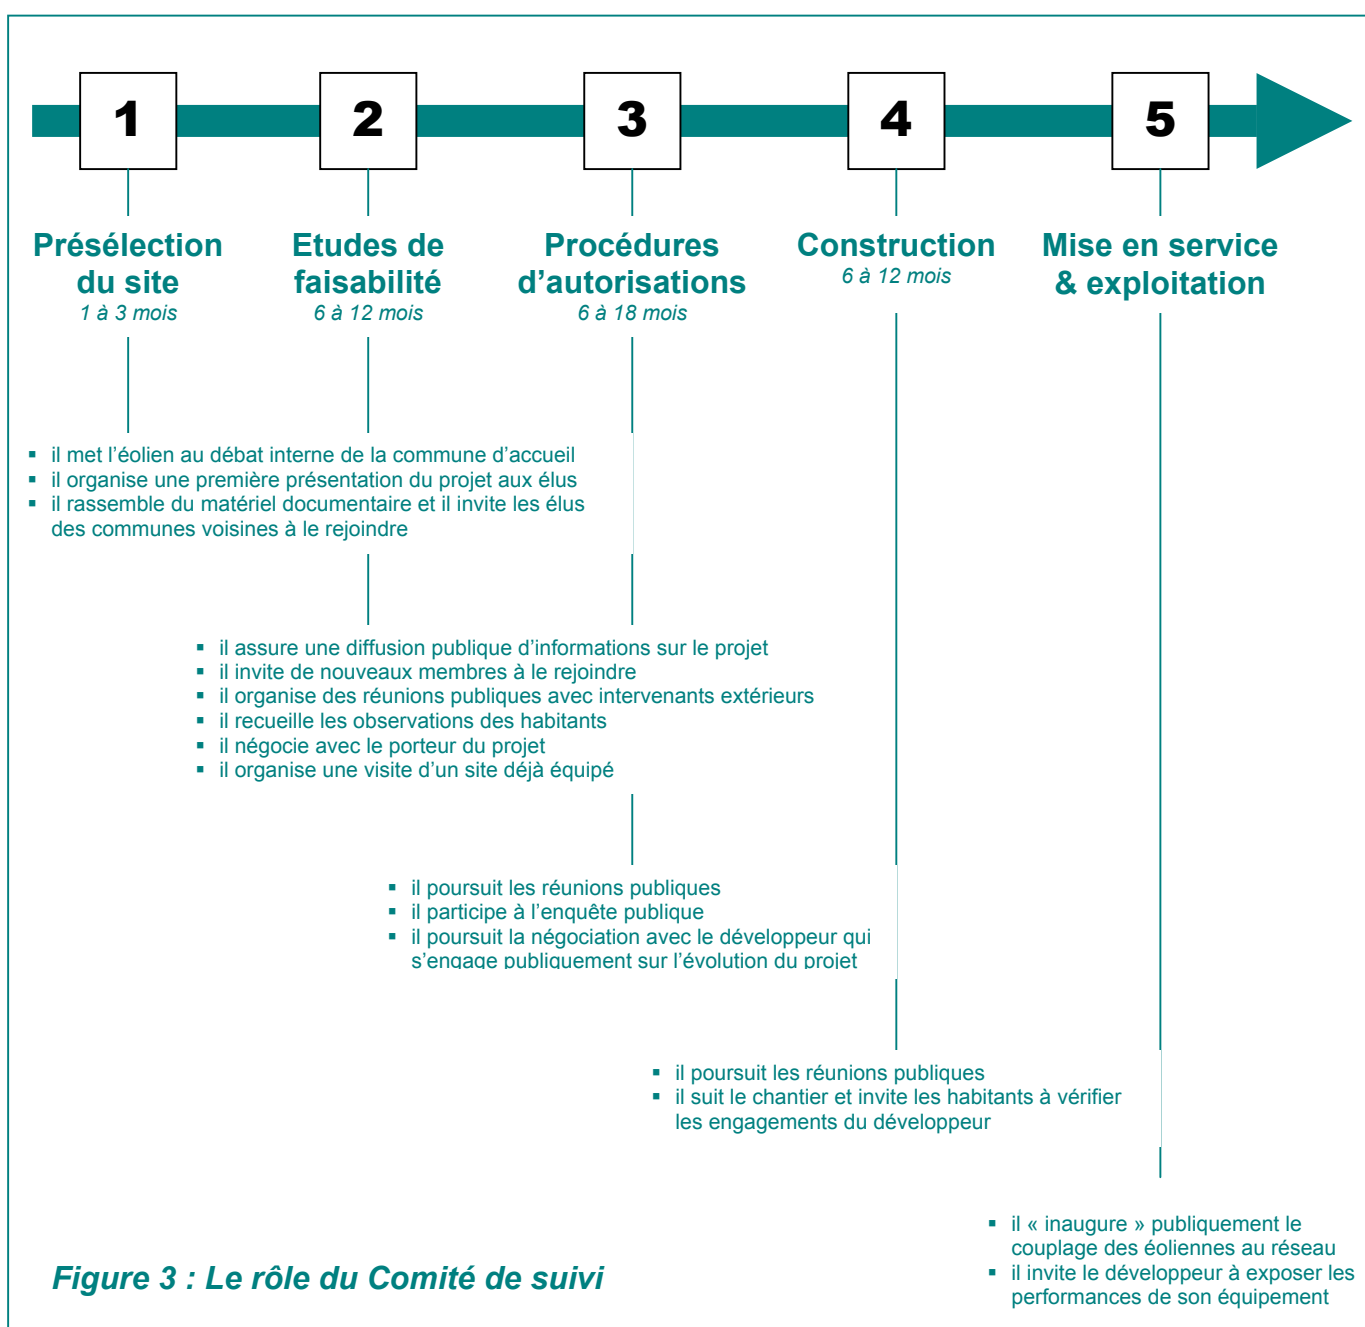 1
2
3
4
5
Présélection
du site
1 à 3 mois
Etudes de
faisabilité
6 à 12 mois
Procédures
d’autorisations
6 à 18 mois
Construction
6 à 12 mois
Mise en service
& exploitation
▪ il met l’éolien au débat interne de la commune d’accueil
▪ il organise une première présentation du projet aux élus
▪ il rassemble du matériel documentaire et il invite les élus
des communes voisines à le rejoindre
▪ il assure une diffusion publique d’informations sur le projet
▪ il invite de nouveaux membres à le rejoindre
▪ il organise des réunions publiques avec intervenants extérieurs
▪ il recueille les observations des habitants
▪ il négocie avec le porteur du projet
▪ il organise une visite d’un site déjà équipé
▪ il poursuit les réunions publiques
▪ il participe à l’enquête publique
▪ il poursuit la négociation avec le développeur qui
s’engage publiquement sur l’évolution du projet
▪ il poursuit les réunions publiques
▪ il suit le chantier et invite les habitants à vérifier
les engagements du développeur
▪ il « inaugure » publiquement le
couplage des éoliennes au réseau
▪ il invite le développeur à exposer les
performances de son équipement
Figure 3 : Le rôle du Comité de suivi